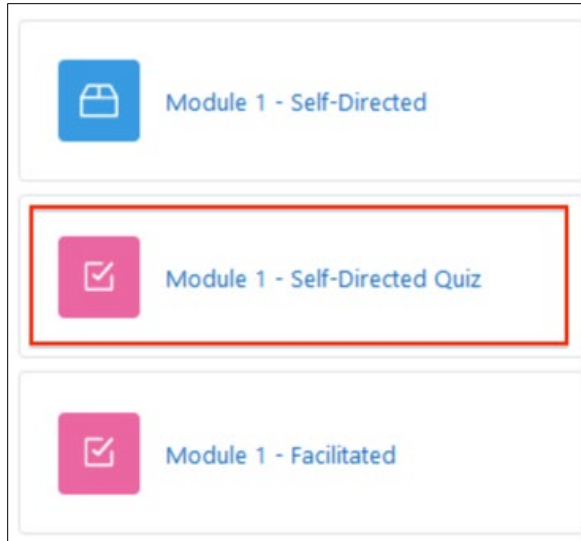 Module 1 - Self-Directed
Module 1 - Self-Directed Quiz
Module 1 - Facilitated